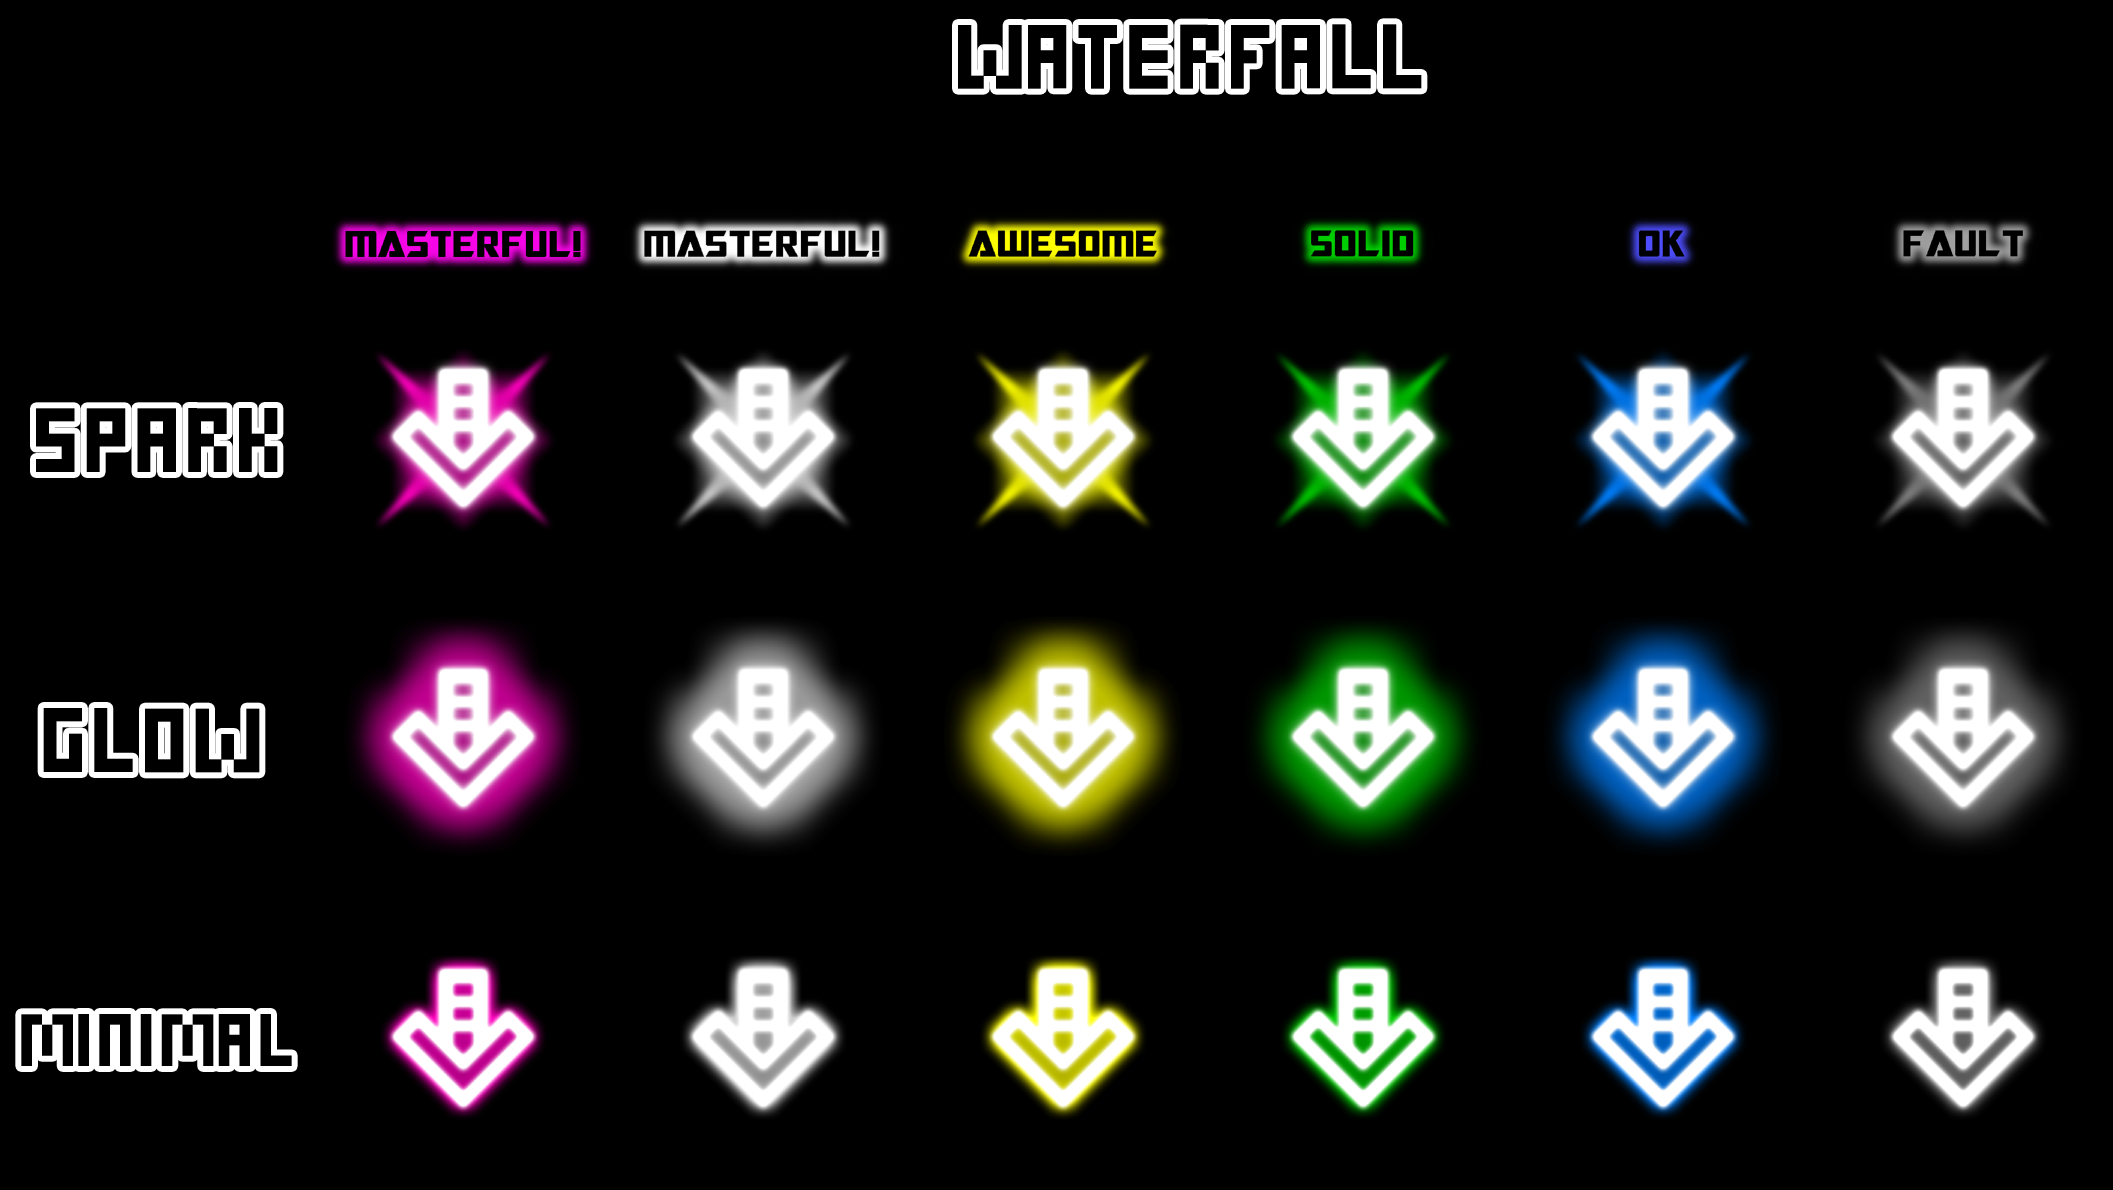 WATERFALL
MASTERFUL! MASTERFUL! AWESOME SOLID OK FAULT
SPARK
GLOW
MINIMAL